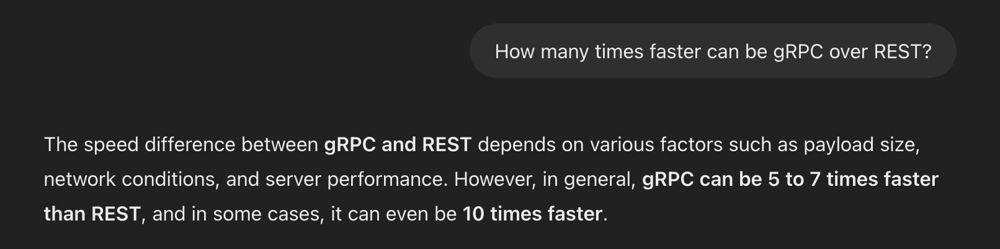 How many times faster can be gRPC over REST?
The speed difference between gRPC and REST depends on various factors such as payload size,
network conditions, and server performance. However, in general, gRPC can be 5 to 7 times faster
than REST, and in some cases, it can even be 10 times faster.